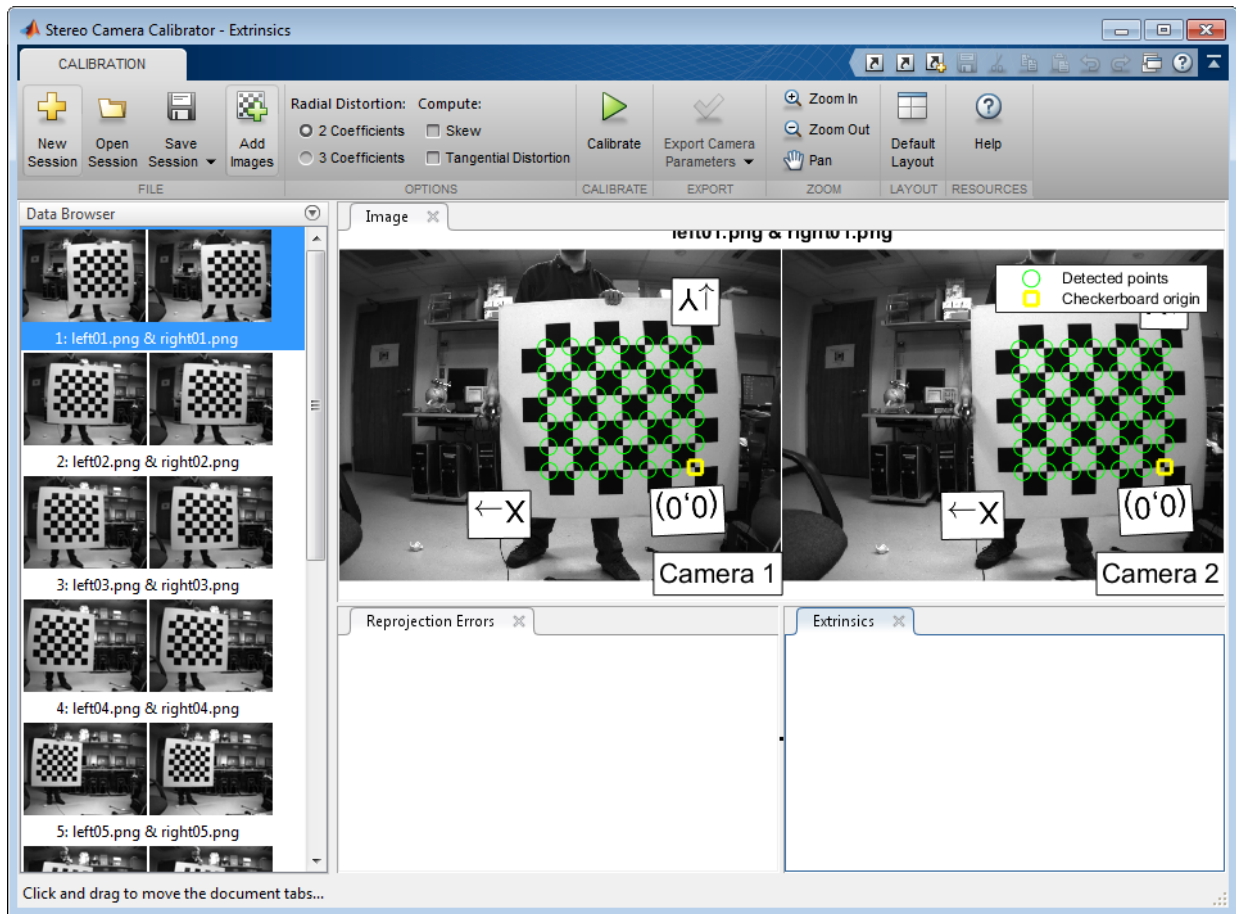 Stereo Camera Calibrator - Extrinsics
CALIBRATION
New Session
Open Session
Save Session
Add Images
FILE
Radial Distortion:
2 Coefficients
3 Coefficients
Compute:
Skew
Tangential Distortion
OPTIONS
Calibrate
CALIBRATE
Export Camera Parameters
EXPORT
Zoom In
Zoom Out
Pan
ZOOM
Default Layout
LAYOUT
Help
RESOURCES
Data Browser
1: left01.png & right01.png
2: left02.png & right02.png
3: left03.png & right03.png
4: left04.png & right04.png
5: left05.png & right05.png
Image
left01.png & right01.png
Y↑
Detected points
Checkerboard origin
←X
(0,0)
←X
(0,0)
Camera 1
Camera 2
Reprojection Errors
Extrinsics
Click and drag to move the document tabs...